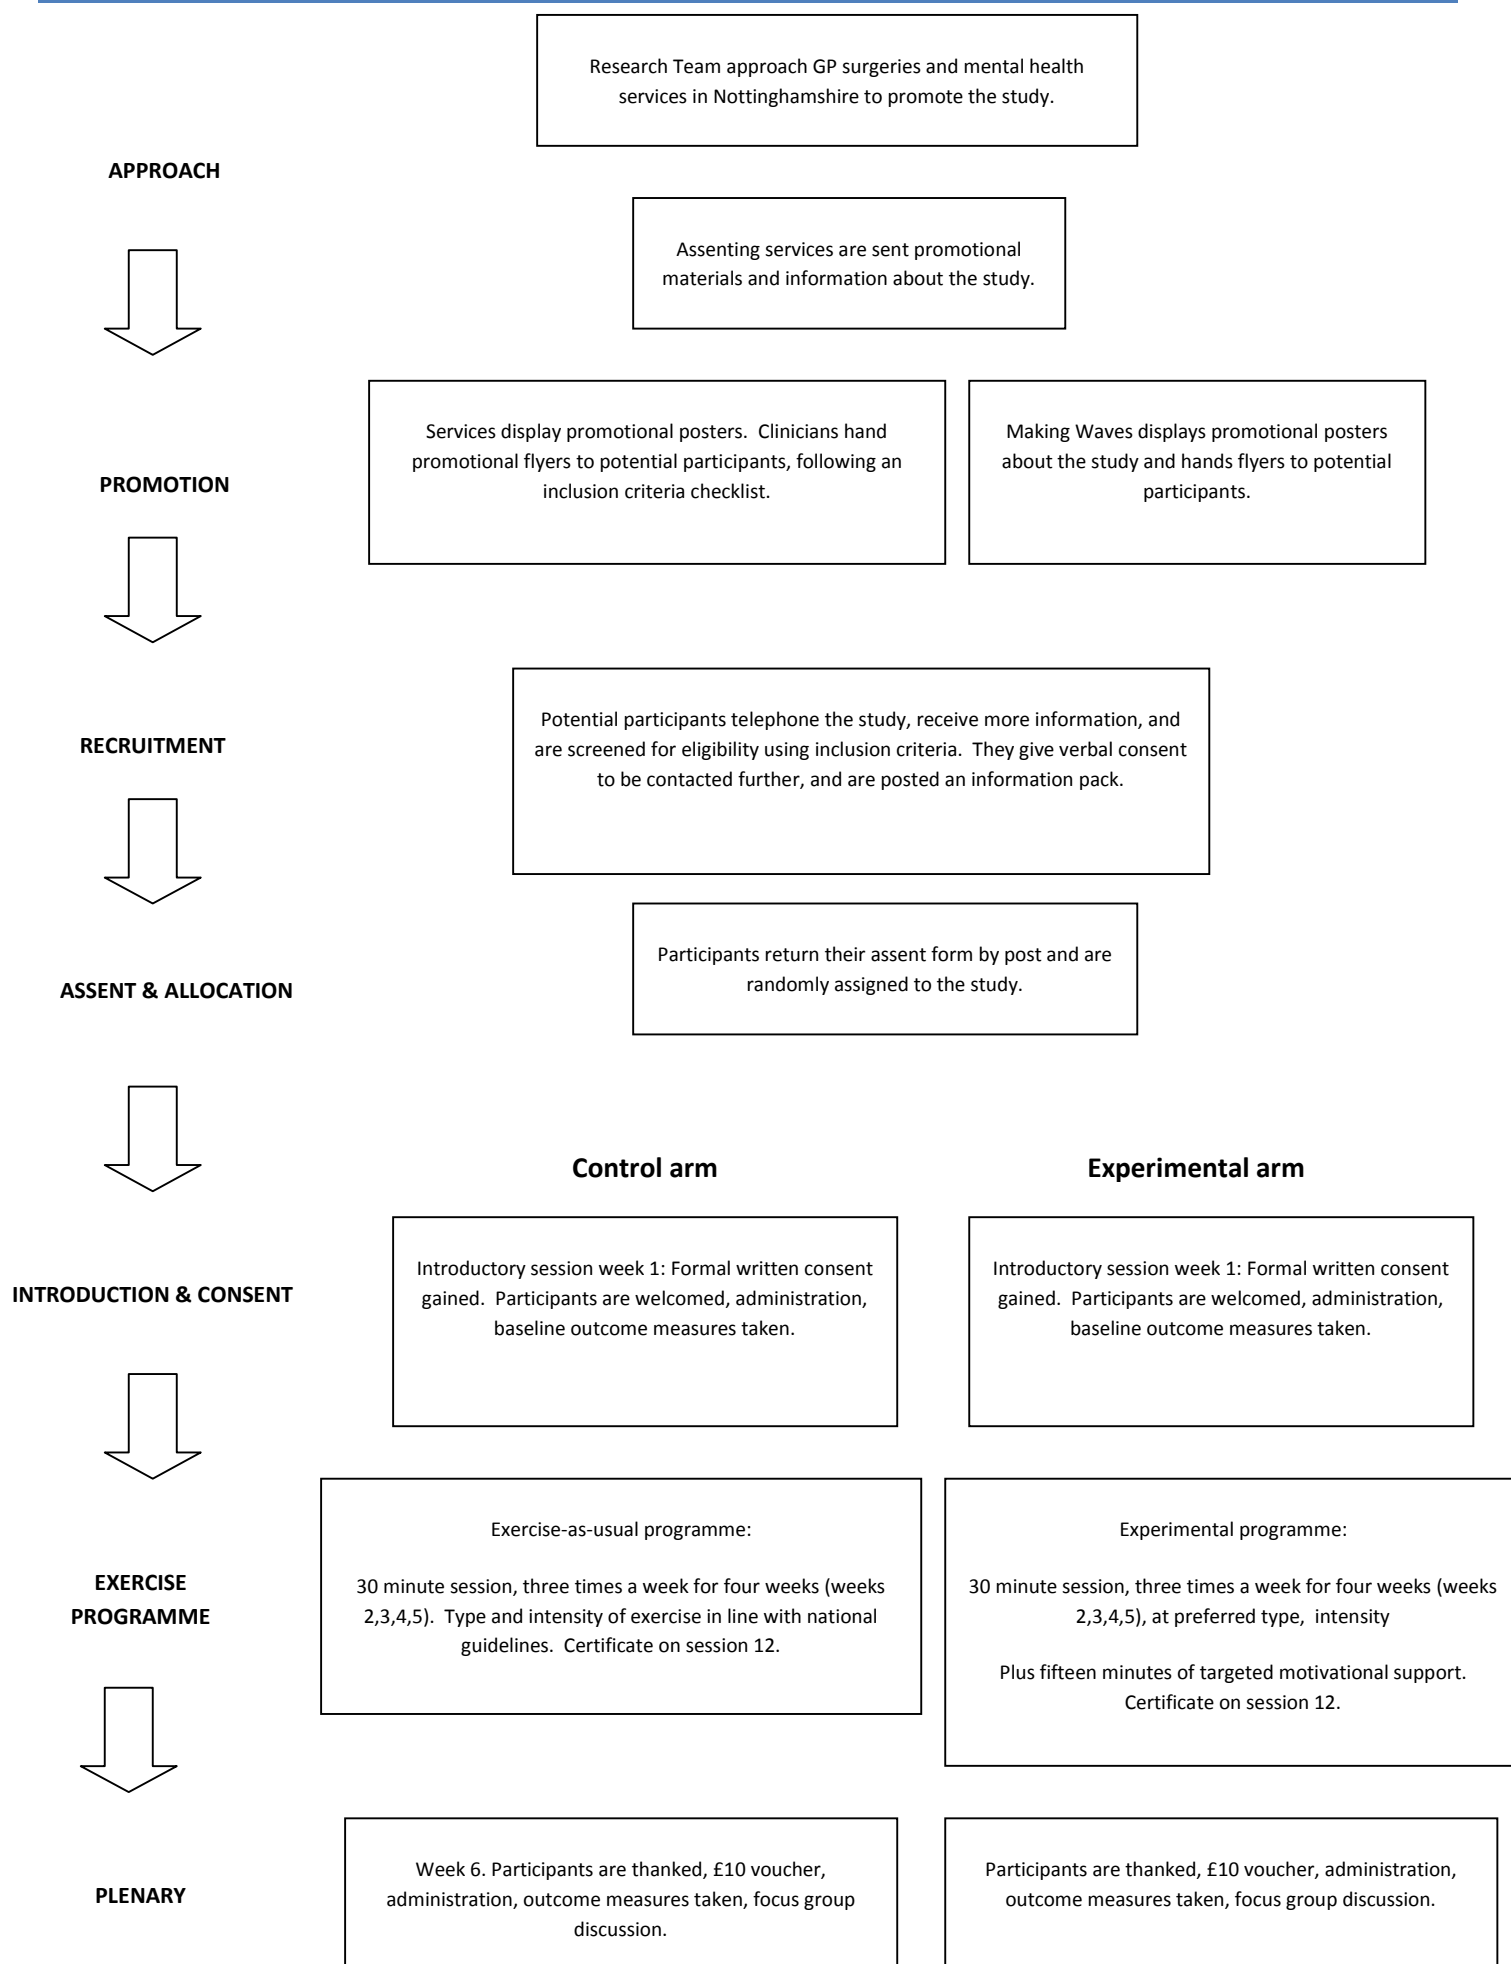 Research Team approach GP surgeries and mental health
services in Nottinghamshire to promote the study.
APPROACH
Assenting services are sent promotional
materials and information about the study.
PROMOTION
Services display promotional posters.  Clinicians hand
promotional flyers to potential participants, following an
inclusion criteria checklist.
Making Waves displays promotional posters
about the study and hands flyers to potential
participants.
RECRUITMENT
Potential participants telephone the study, receive more information, and
are screened for eligibility using inclusion criteria.  They give verbal consent
to be contacted further, and are posted an information pack.
ASSENT & ALLOCATION
Participants return their assent form by post and are
randomly assigned to the study.
Control arm
Experimental arm
INTRODUCTION & CONSENT
Introductory session week 1: Formal written consent
gained.  Participants are welcomed, administration,
baseline outcome measures taken.
Introductory session week 1: Formal written consent
gained.  Participants are welcomed, administration,
baseline outcome measures taken.
EXERCISE
PROGRAMME
Exercise-as-usual programme:
30 minute session, three times a week for four weeks (weeks
2,3,4,5).  Type and intensity of exercise in line with national
guidelines.  Certificate on session 12.
Experimental programme:
30 minute session, three times a week for four weeks (weeks
2,3,4,5), at preferred type,  intensity
Plus fifteen minutes of targeted motivational support.
Certificate on session 12.
PLENARY
Week 6. Participants are thanked, £10 voucher,
administration, outcome measures taken, focus group
discussion.
Participants are thanked, £10 voucher, administration,
outcome measures taken, focus group discussion.